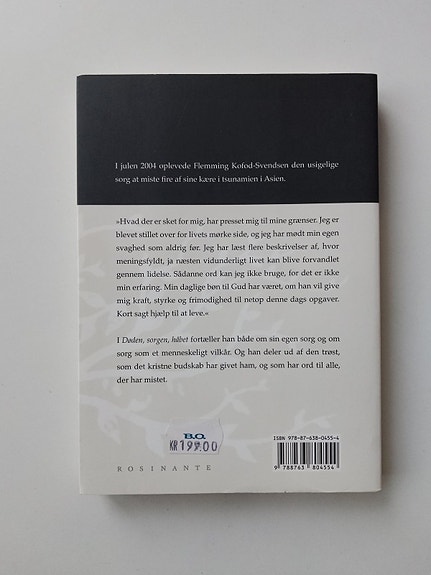 I julen 2004 oplevede Flemming Kofod-Svendsen den usigelige
sorg at miste fire af sine kære i tsunamien i Asien.
»Hvad der er sket for mig, har presset mig til mine grænser. Jeg er
blevet stillet over for livets mørke side, og jeg har mødt min egen
svaghed som aldrig før. Jeg har læst flere beskrivelser af, hvor
meningsfyldt, ja næsten vidunderligt livet kan blive forvandlet
gennem lidelse. Sådanne ord kan jeg ikke bruge, for det er ikke
min erfaring. Min daglige bøn til Gud har været, om han vil give
mig kraft, styrke og frimodighed til netop denne dags opgaver.
Kort sagt hjælp til at leve.«
I Døden, sorgen, håbet fortæller han både om sin egen sorg og om
sorg som et menneskeligt vilkår. Og han deler ud af den trøst,
som det kristne budskab har givet ham, og som har ord til alle,
der har mistet.
B.O.
KR 199.00
ROSINANTE
ISBN 978-87-638-0455-4
9 788763 804554